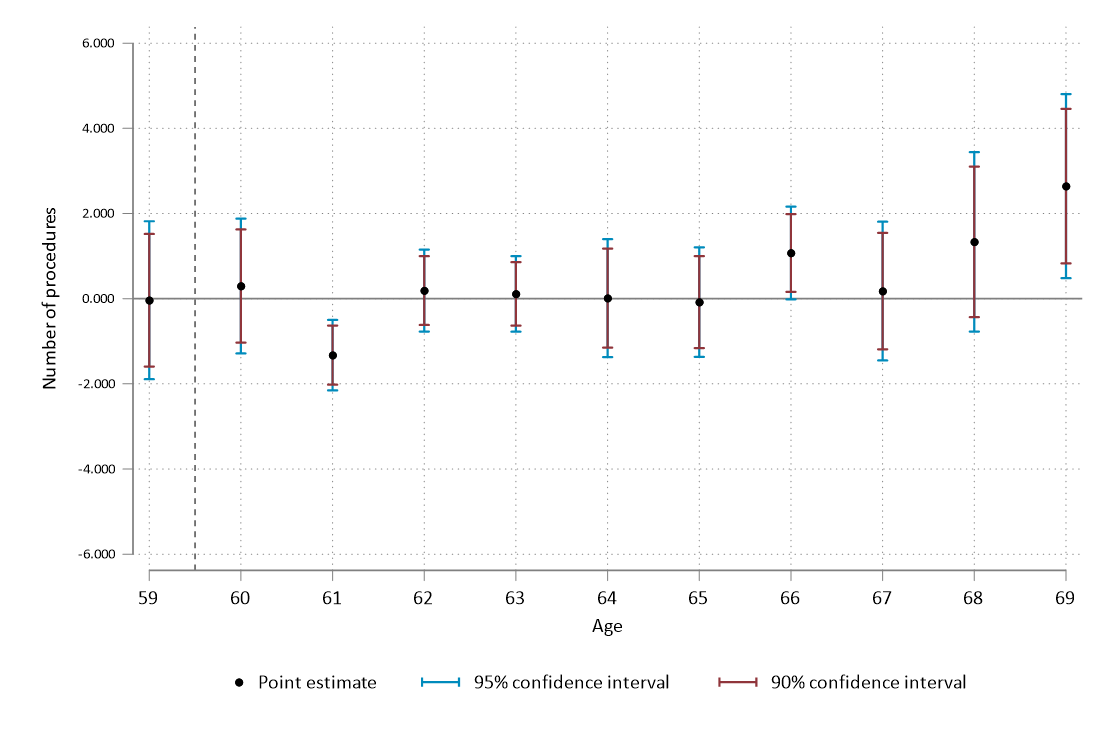 6.000
4.000
2.000
0.000
-2.000
-4.000
-6.000
Number of procedures
59 60 61 62 63 64 65 66 67 68 69
Age
Point estimate 95% confidence interval 90% confidence interval